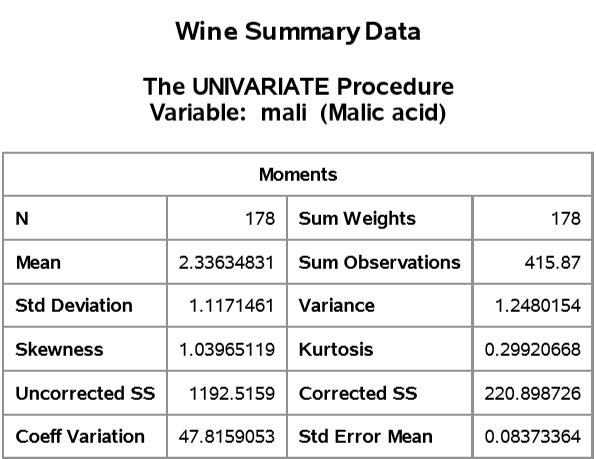 Wine Summary Data
The UNIVARIATE Procedure
Variable: mali (Malic acid)
Moments
N 178 Sum Weights 178
Mean 2.33634831 Sum Observations 415.87
Std Deviation 1.1171461 Variance 1.2480154
Skewness 1.03965119 Kurtosis 0.29920668
Uncorrected SS 1192.5159 Corrected SS 220.898726
Coeff Variation 47.8159053 Std Error Mean 0.08373364